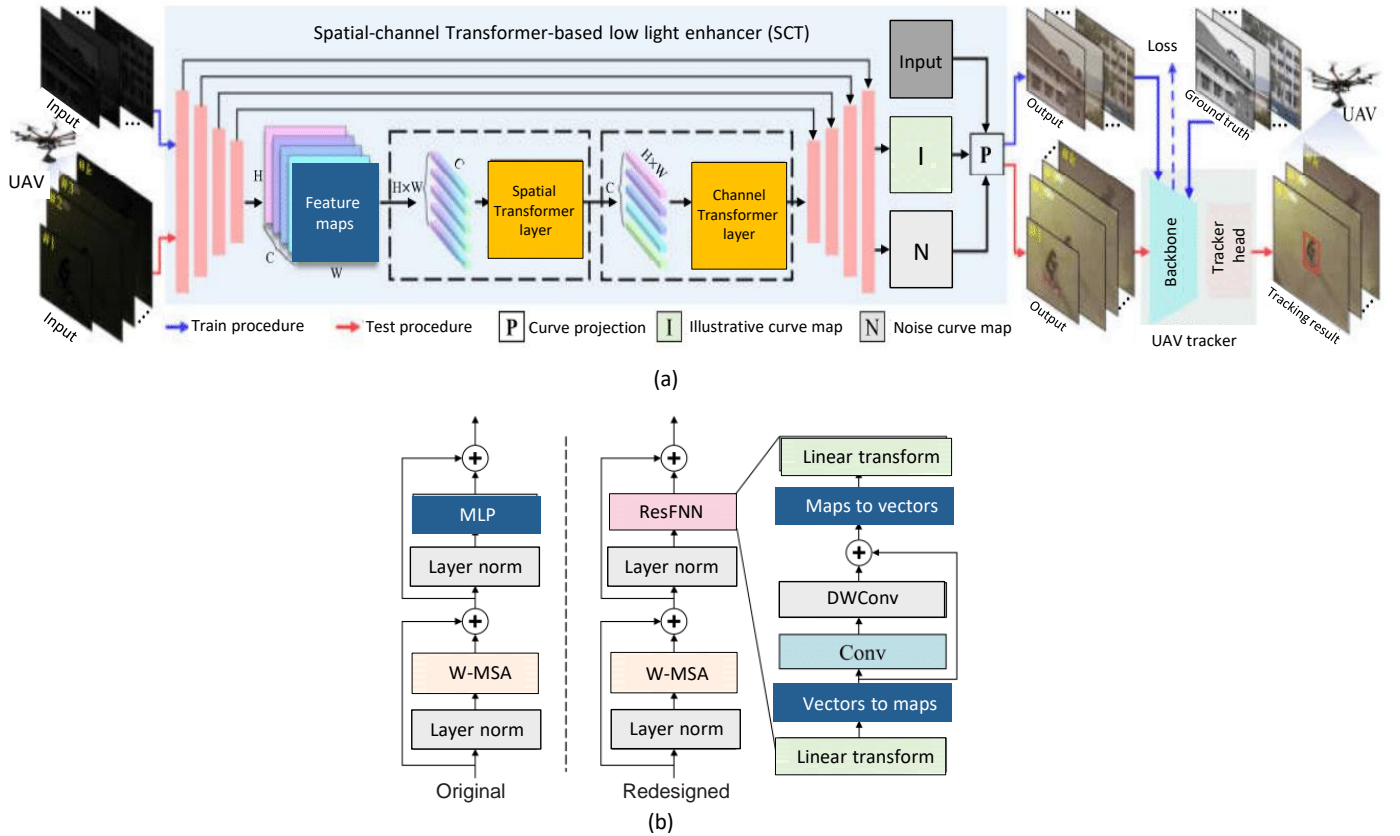 Spatial-channel Transformer-based low light enhancer (SCT)
Input
UAV
Input
H
Feature
maps
C
W
H×W
C
Spatial
Transformer
layer
C
H×W
Channel
Transformer
layer
Input
I
N
P
Output
Loss
Ground truth
UAV
Output
Backbone
Tracker
head
UAV tracker
Tracking result
Train procedure
Test procedure
P Curve projection
I Illustrative curve map
N Noise curve map
(a)
MLP
Layer norm
W-MSA
Layer norm
Original
ResFNN
Layer norm
W-MSA
Layer norm
Redesigned
Linear transform
Maps to vectors
DWConv
Conv
Vectors to maps
Linear transform
(b)